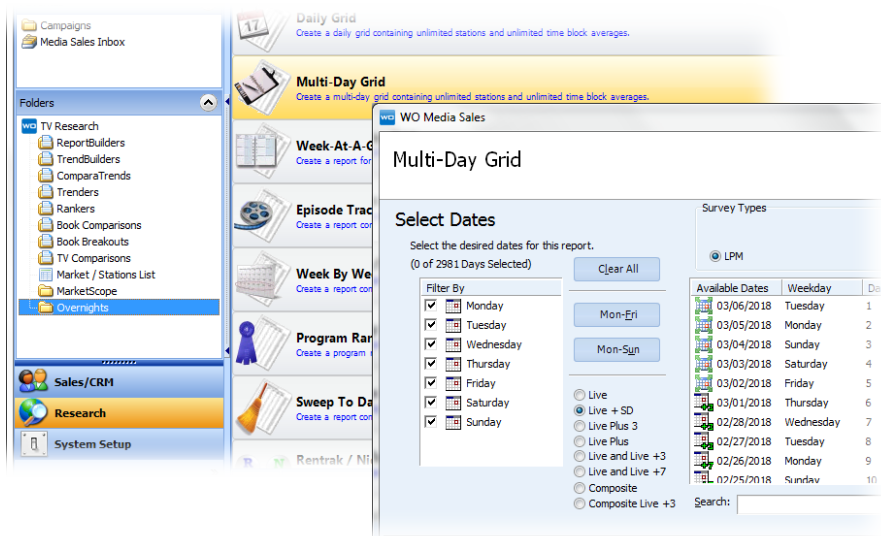 Campaigns
Media Sales Inbox
Folders
WO TV Research
ReportBuilders
TrendBuilders
ComparaTrends
Trenders
Rankers
Book Comparisons
Book Breakouts
TV Comparisons
Market / Stations List
MarketScope
Overnights
Sales/CRM
Research
System Setup
17
Daily Grid
Create a daily grid containing unlimited stations and unlimited time block averages.
Multi-Day Grid
Create a multi-day grid containing unlimited stations and unlimited time block averages.
Week-At-A-G
Create a report for
Episode Trac
Create a report con
Week By We
Create a report con
Program Ran
Create a program
Sweep To Da
Create a report con
R N Rentrak / Ni
WO WO Media Sales
Multi-Day Grid
Select Dates
Select the desired dates for this report.
(0 of 2981 Days Selected)
Filter By
Monday
Tuesday
Wednesday
Thursday
Friday
Saturday
Sunday
Clear All
Mon-Fri
Mon-Sun
Live
Live + SD
Live Plus 3
Live Plus
Live and Live +3
Live and Live +7
Composite
Composite Live +3
Survey Types
LPM
Available Dates Weekday Da
03/06/2018 Tuesday 1
03/05/2018 Monday 2
03/04/2018 Sunday 3
03/03/2018 Saturday 4
03/02/2018 Friday 5
03/01/2018 Thursday 6
02/28/2018 Wednesday 7
02/27/2018 Tuesday 8
02/26/2018 Monday 9
02/25/2018 Sunday 10
Search: